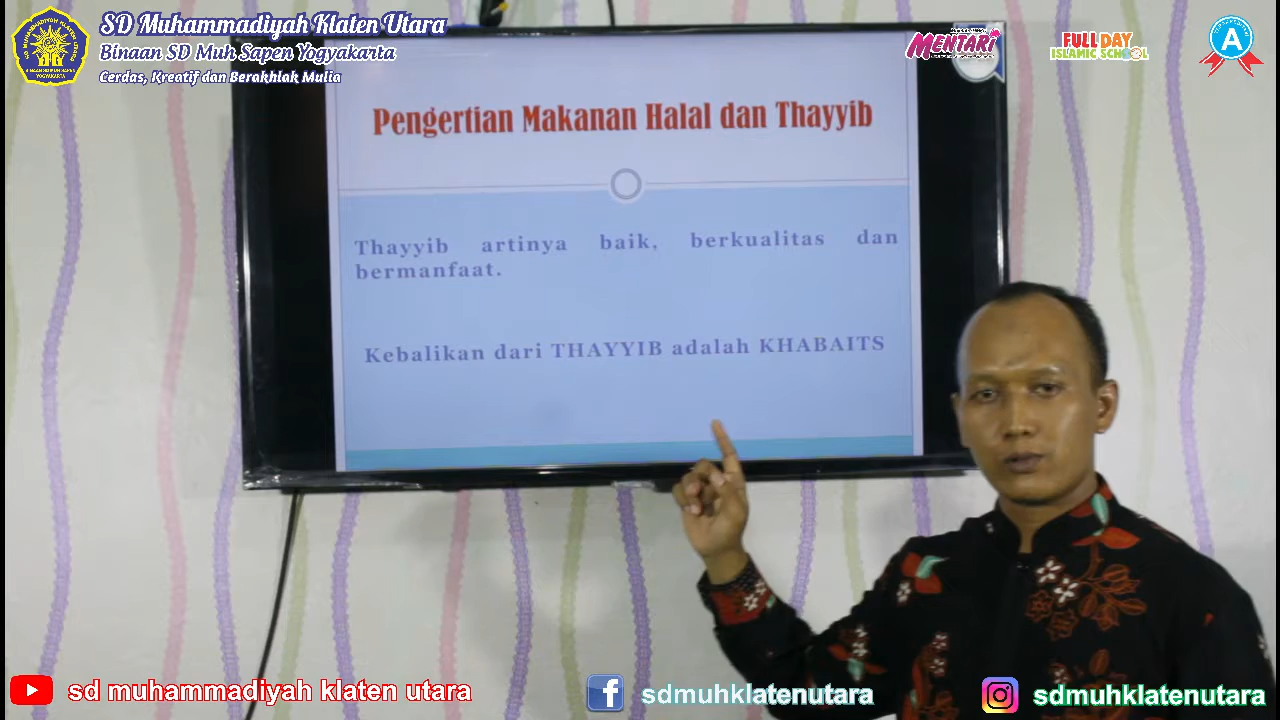 SD Muhammadiyah Klaten Utara
Binaan SD Muh Sapen Yogyakarta
Cerdas, Kreatif dan Berakhlak Mulia
MENTARI
FULL DAY
ISLAMIC SCHOOL
A
Pengertian Makanan Halal dan Thayyib
Thayyib artinya baik, berkualitas dan
bermanfaat.
Kebalikan dari THAYYIB adalah KHABAITS
sd muhammadiyah klaten utara
sdmuhklatenutara
sdmuhklatenutara